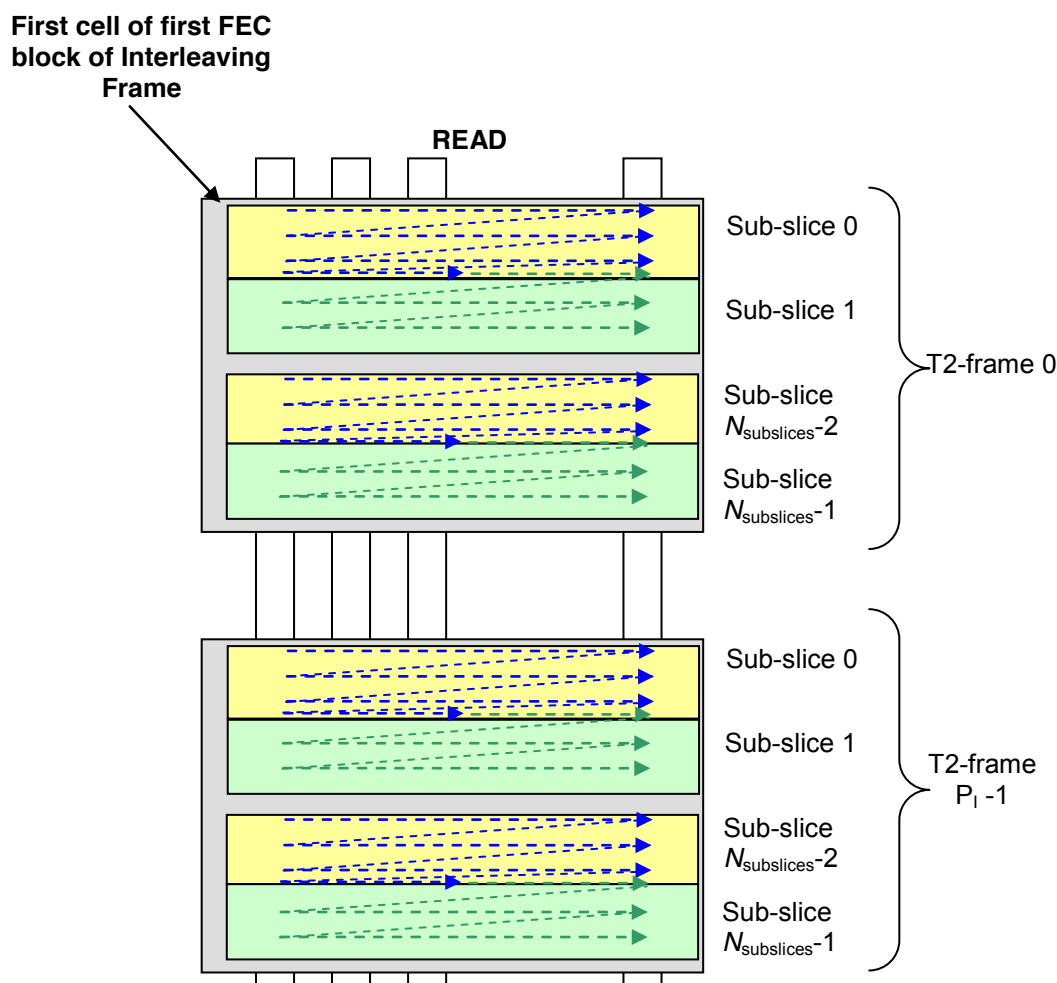 First cell of first FEC
block of Interleaving
Frame
READ
Sub-slice 0
Sub-slice 1
T2-frame 0
Sub-slice
Nsubslices-2
Sub-slice
Nsubslices-1
Sub-slice 0
Sub-slice 1
T2-frame
PI -1
Sub-slice
Nsubslices-2
Sub-slice
Nsubslices-1